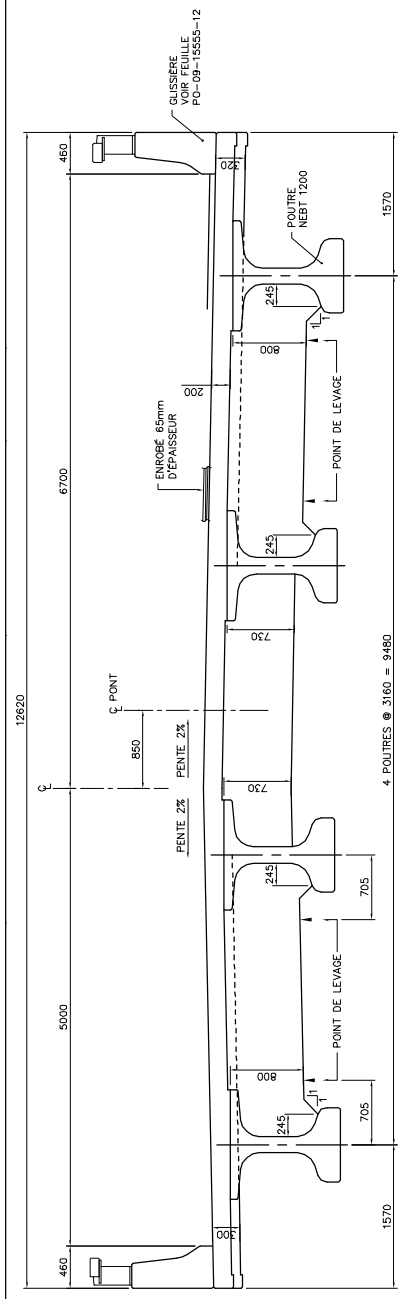 12620
460
5000
6700
460
GLISSIÈRE
VOIR FEUILLE
PO-09-15555-12
℄
℄ PONT
850
PENTE 2%
PENTE 2%
ENROBÉ 65mm
D'ÉPAISSEUR
200
300
320
800
730
730
800
245
245
245
245
1
1
1
1
POUTRE
NEBT 1200
705
705
POINT DE LEVAGE
POINT DE LEVAGE
1570
4 POUTRES @ 3160 = 9480
1570